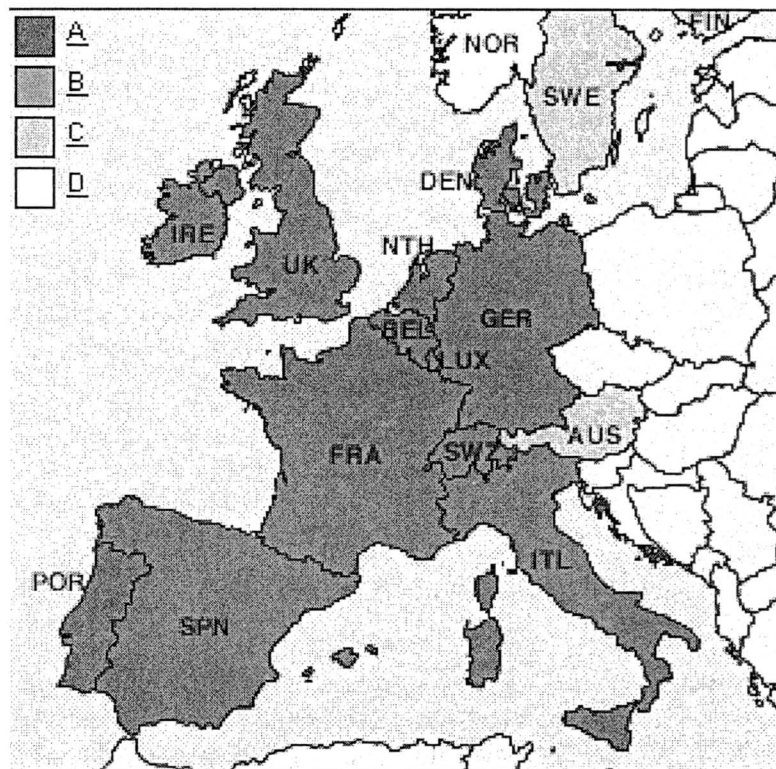 A
B
C
D
NOR
FIN
SWE
DEN
IRE
UK
NTH
GER
BEL
LUX
FRA
SWZ
AUS
ITL
POR
SPN